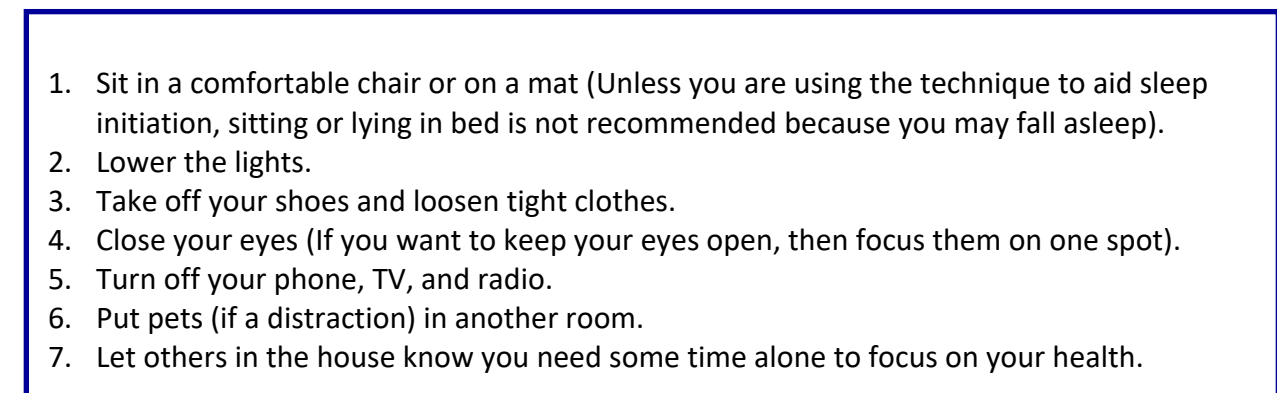 1. Sit in a comfortable chair or on a mat (Unless you are using the technique to aid sleep
initiation, sitting or lying in bed is not recommended because you may fall asleep).
2. Lower the lights.
3. Take off your shoes and loosen tight clothes.
4. Close your eyes (If you want to keep your eyes open, then focus them on one spot).
5. Turn off your phone, TV, and radio.
6. Put pets (if a distraction) in another room.
7. Let others in the house know you need some time alone to focus on your health.